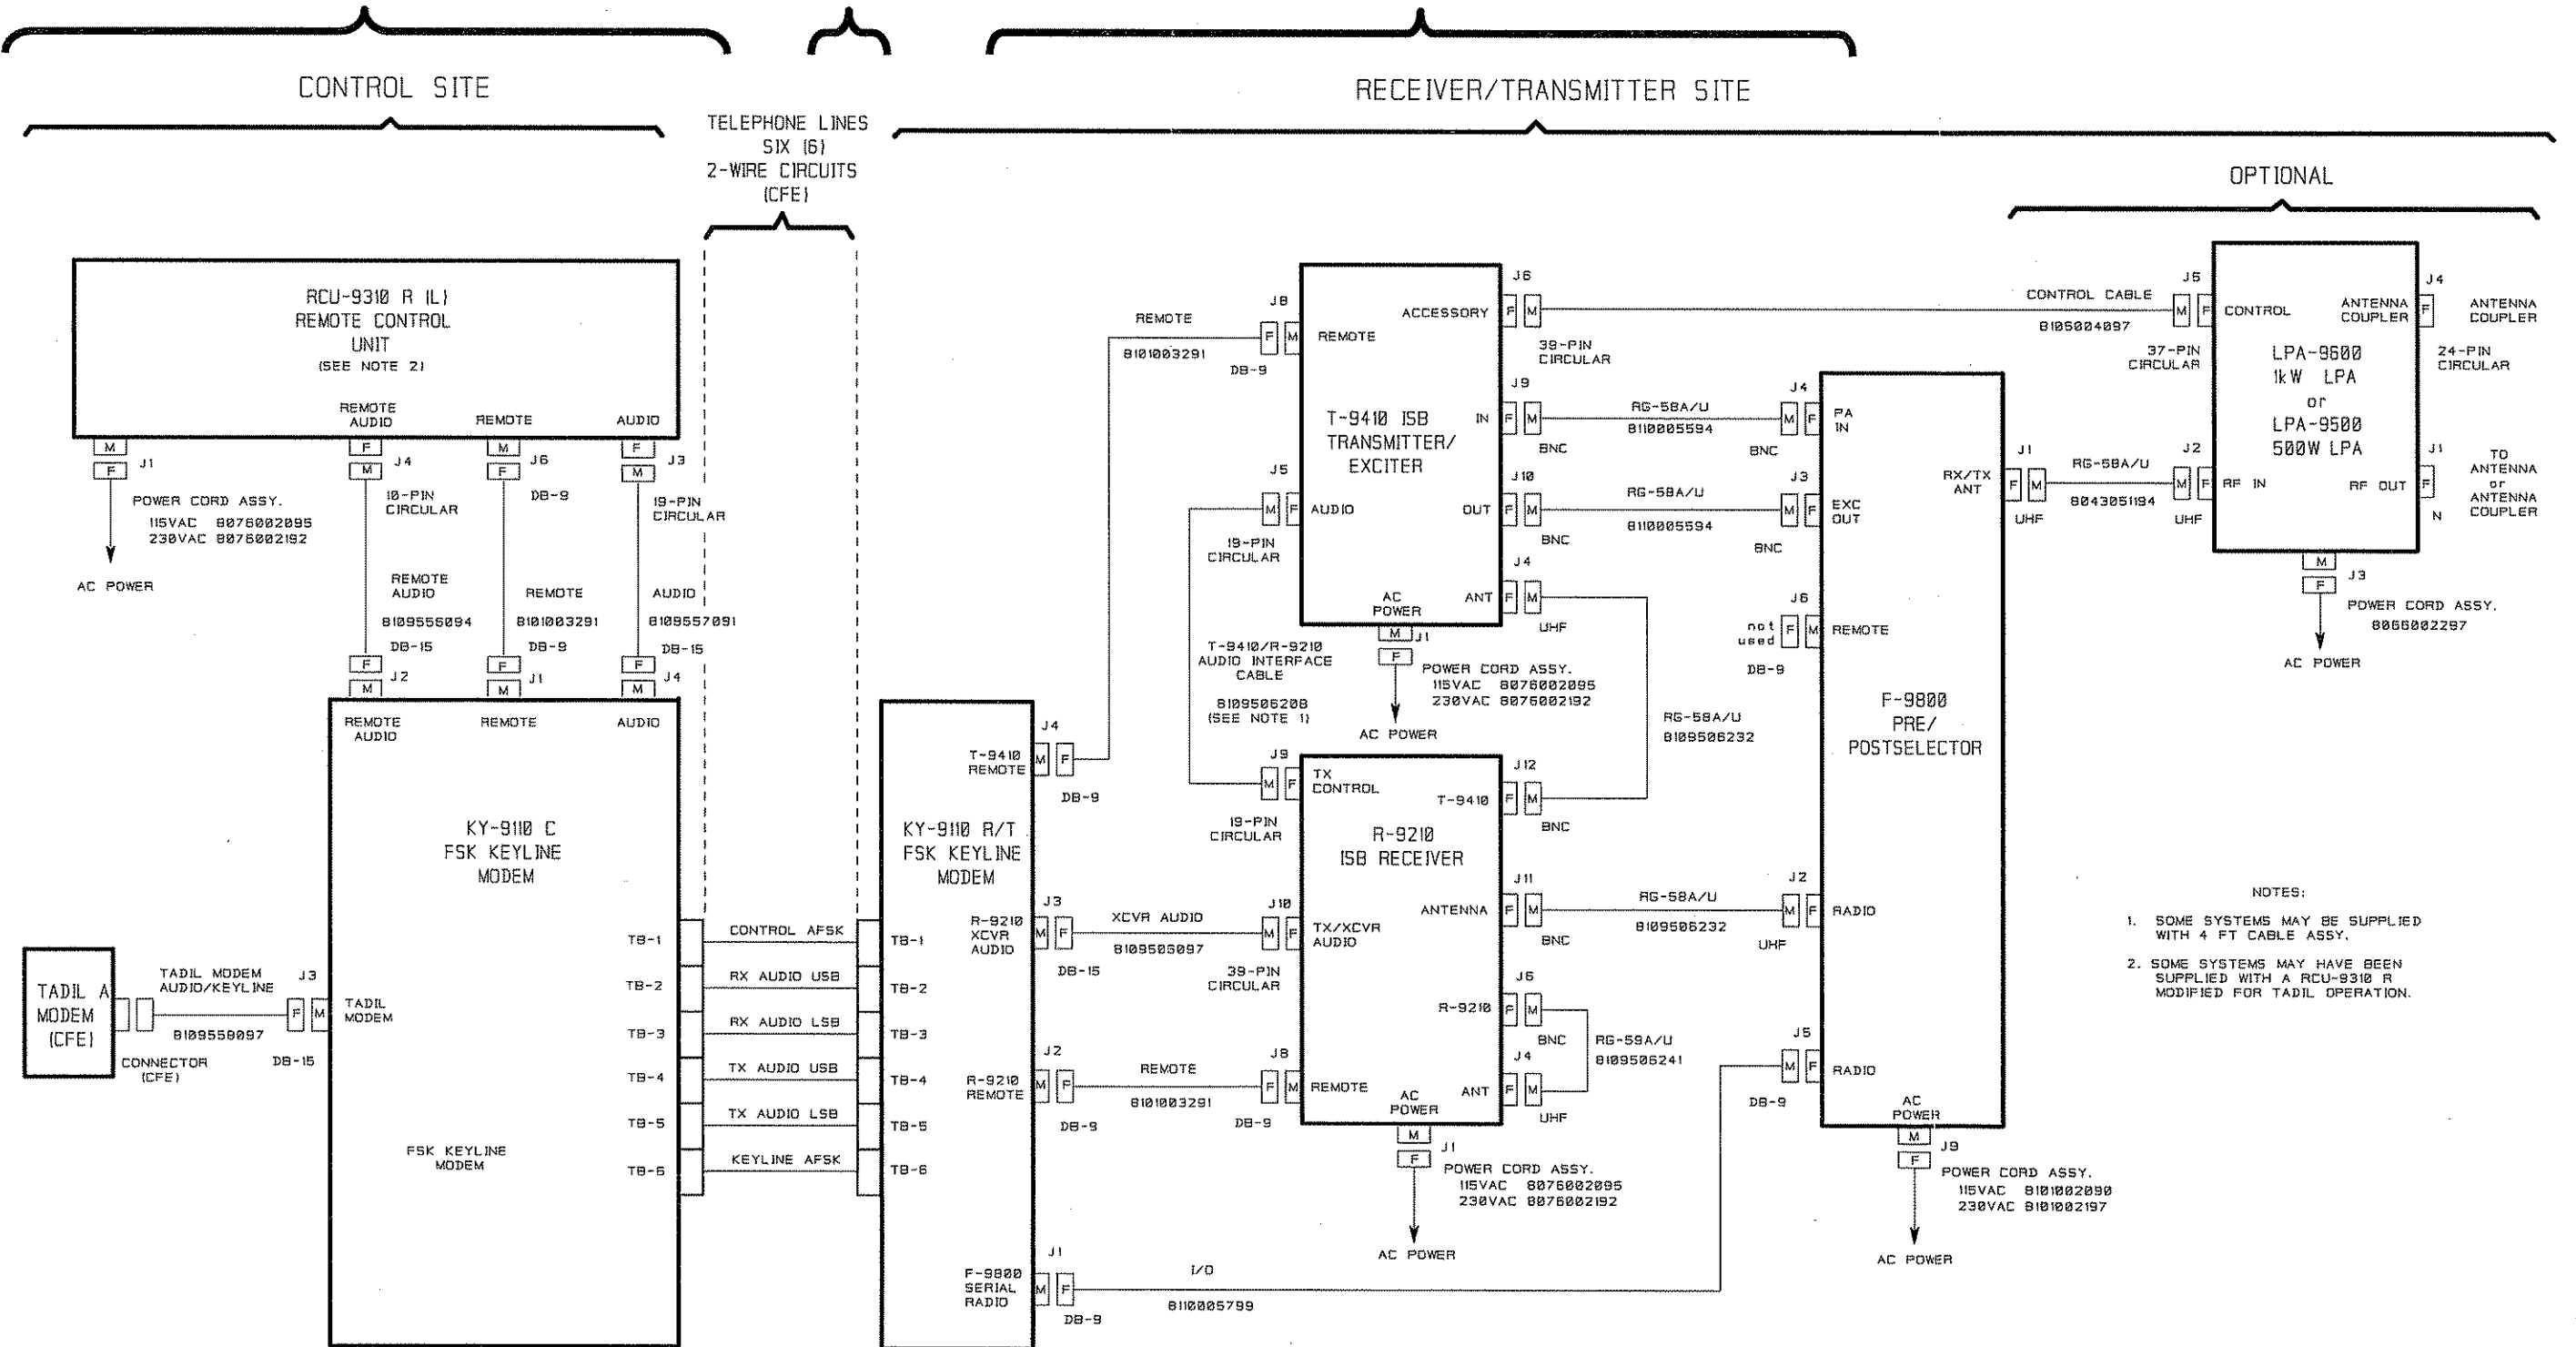 CONTROL SITE
RECEIVER/TRANSMITTER SITE
TELEPHONE LINES
SIX (6)
2-WIRE CIRCUITS
(CFE)
OPTIONAL
RCU-9310 R (L)
REMOTE CONTROL
UNIT
(SEE NOTE 2)
REMOTE
AUDIO
REMOTE
AUDIO
M
F
J1
F
M
J4
M
F
J6
F
M
J3
POWER CORD ASSY.
115VAC 8076002095
230VAC 8076002192
AC POWER
10-PIN
CIRCULAR
DB-9
19-PIN
CIRCULAR
REMOTE
AUDIO
8109556094
DB-15
REMOTE
8101003291
DB-9
AUDIO
8109557091
DB-15
F
M
J2
F
M
J1
F
M
J4
REMOTE
AUDIO
REMOTE
AUDIO
KY-9110 C
FSK KEYLINE
MODEM
FSK KEYLINE
MODEM
TADIL A
MODEM
(CFE)
TADIL MODEM
AUDIO/KEYLINE
8109558097
CONNECTOR
(CFE)
J3
F M
DB-15
TADIL
MODEM
TB-1
CONTROL AFSK
TB-1
TB-2
RX AUDIO USB
TB-2
TB-3
RX AUDIO LSB
TB-3
TB-4
TX AUDIO USB
TB-4
TB-5
TX AUDIO LSB
TB-5
TB-6
KEYLINE AFSK
TB-6
KY-9110 R/T
FSK KEYLINE
MODEM
T-9410
REMOTE
J4
M F
DB-9
R-9210
XCVR
AUDIO
J3
M F
DB-15
R-9210
REMOTE
J2
M F
DB-9
F-9800
SERIAL
RADIO
J1
M F
DB-9
REMOTE
8101003291
J8
F M
DB-9
XCVR AUDIO
8109505097
J10
M F
39-PIN
CIRCULAR
REMOTE
8101003291
J8
F M
DB-9
I/O
8110005799
REMOTE
ACCESSORY
T-9410 ISB
TRANSMITTER/
EXCITER
IN
AUDIO
OUT
AC
POWER
ANT
J5
M F
19-PIN
CIRCULAR
T-9410/R-9210
AUDIO INTERFACE
CABLE
8109506208
(SEE NOTE 1)
J9
M F
19-PIN
CIRCULAR
M
J1
F
POWER CORD ASSY.
115VAC 8076002095
230VAC 8076002192
AC POWER
J6
F M
39-PIN
CIRCULAR
J9
F M
BNC
J10
F M
BNC
J4
F M
UHF
CONTROL CABLE
8105004097
RG-58A/U
8110005594
RG-58A/U
8110005594
RG-58A/U
8109506232
TX
CONTROL
T-9410
R-9210
ISB RECEIVER
ANTENNA
TX/XCVR
AUDIO
R-9210
REMOTE
AC
POWER
ANT
J12
F M
BNC
J11
F M
BNC
J6
F M
BNC
J4
F M
UHF
RG-59A/U
8109506241
M
J1
F
POWER CORD ASSY.
115VAC 8076002095
230VAC 8076002192
AC POWER
RG-58A/U
8109506232
J4
M F
BNC
PA
IN
J3
M F
BNC
EXC
OUT
J6
not
used
F M
DB-9
REMOTE
F-9800
PRE/
POSTSELECTOR
J2
M F
UHF
RADIO
J5
M F
DB-9
RADIO
AC
POWER
M
J9
F
POWER CORD ASSY.
115VAC 8101002090
230VAC 8101002197
AC POWER
RX/TX
ANT
J1
F M
UHF
RG-58A/U
8043051194
J2
M F
UHF
RF IN
J5
M F
37-PIN
CIRCULAR
CONTROL
ANTENNA
COUPLER
LPA-9600
1kW LPA
or
LPA-9500
500W LPA
RF OUT
J4
F
ANTENNA
COUPLER
24-PIN
CIRCULAR
J1
F
N
TO
ANTENNA
or
ANTENNA
COUPLER
M
J3
F
POWER CORD ASSY.
8066002297
AC POWER
NOTES:
1. SOME SYSTEMS MAY BE SUPPLIED
WITH 4 FT CABLE ASSY.
2. SOME SYSTEMS MAY HAVE BEEN
SUPPLIED WITH A RCU-9310 R
MODIFIED FOR TADIL OPERATION.